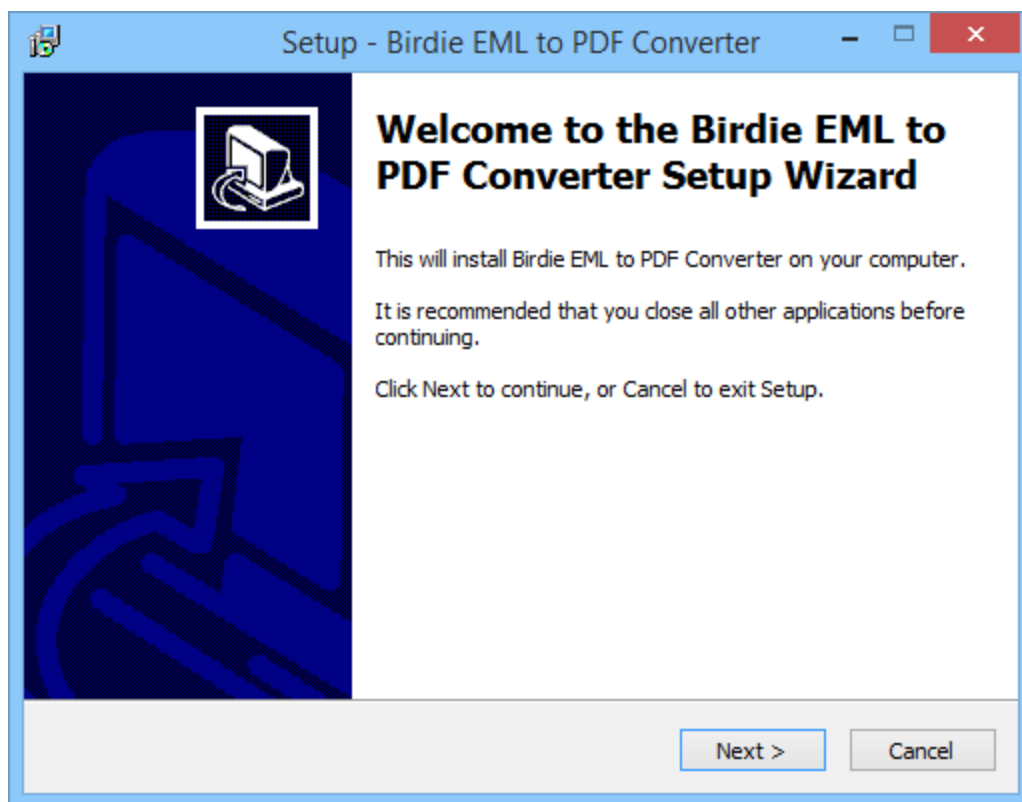 Setup - Birdie EML to PDF Converter
Welcome to the Birdie EML to
PDF Converter Setup Wizard
This will install Birdie EML to PDF Converter on your computer.
It is recommended that you close all other applications before
continuing.
Click Next to continue, or Cancel to exit Setup.
Next >
Cancel